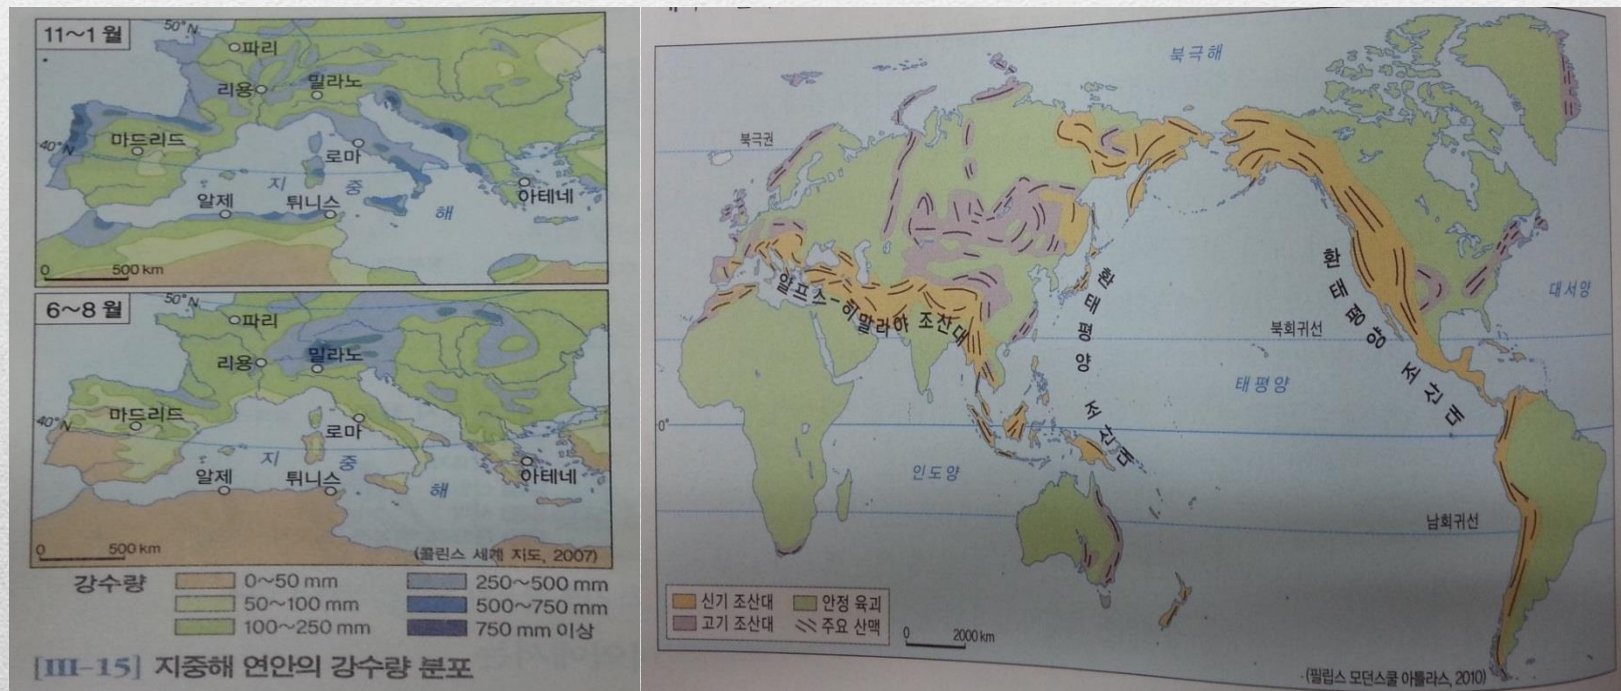 11～1월
50°N
파리
리용
밀라노
마드리드
40°N
로마
지 중 해
알제
튀니스
아테네
0 500km
6～8월
50°N
파리
리용
밀라노
마드리드
40°N
로마
지 중 해
알제
튀니스
아테네
0 500km
(콜린스 세계 지도, 2007)
강수량
0～50 mm
50～100 mm
100～250 mm
250～500 mm
500～750 mm
750 mm 이상
[III-15] 지중해 연안의 강수량 분포
북극해
북극권
알프스-히말라야 조산대
환태평양 조산대
환태평양 조산대
대서양
북회귀선
태평양
0°
인도양
남회귀선
신기 조산대
안정 육괴
고기 조산대
주요 산맥
0 2000km
(필립스 모던스쿨 아틀라스, 2010)